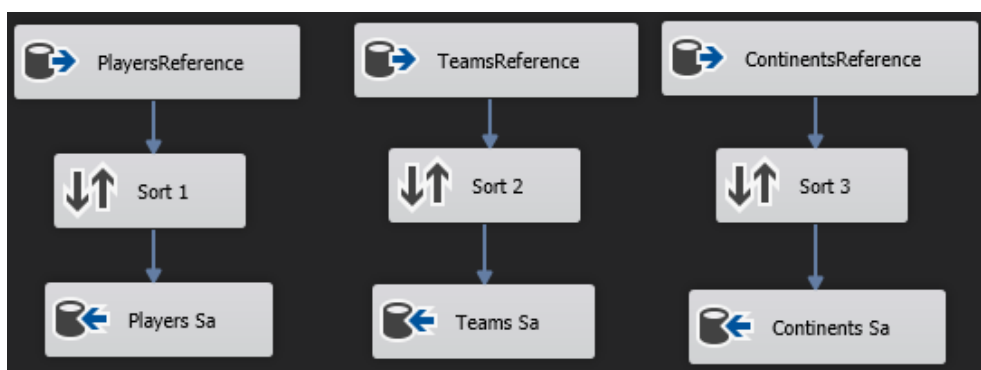 PlayersReference
TeamsReference
ContinentsReference
Sort 1
Sort 2
Sort 3
Players Sa
Teams Sa
Continents Sa